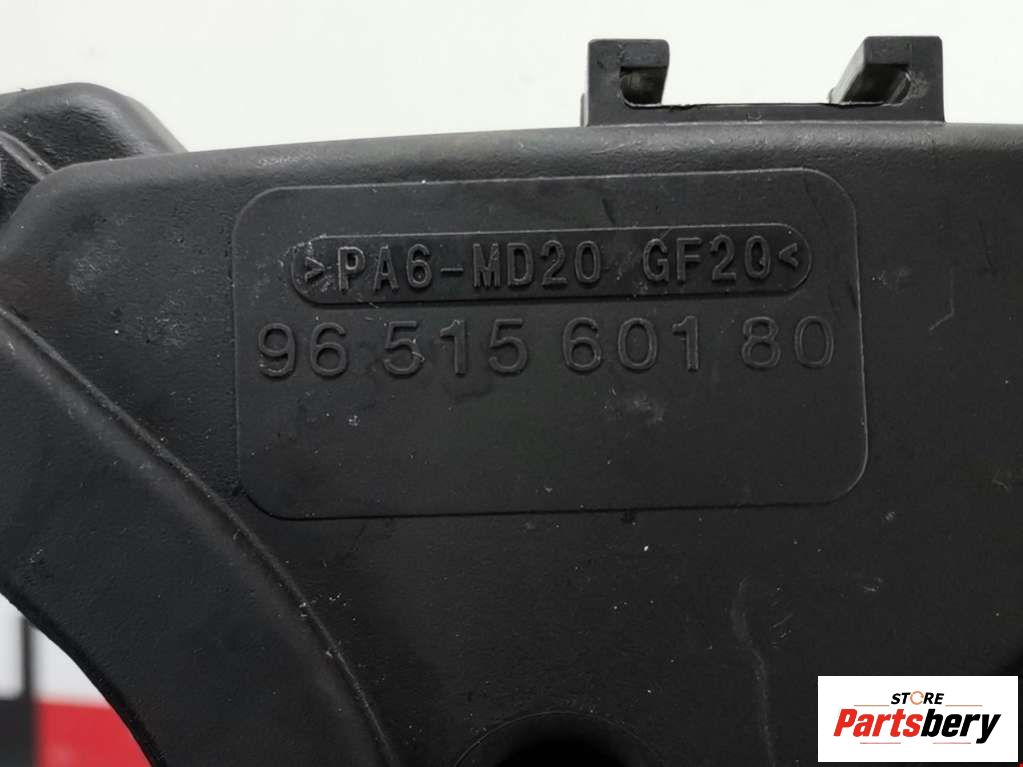 >PA6-MD20 GF20<
96 515 601 80
STORE
Partsbery